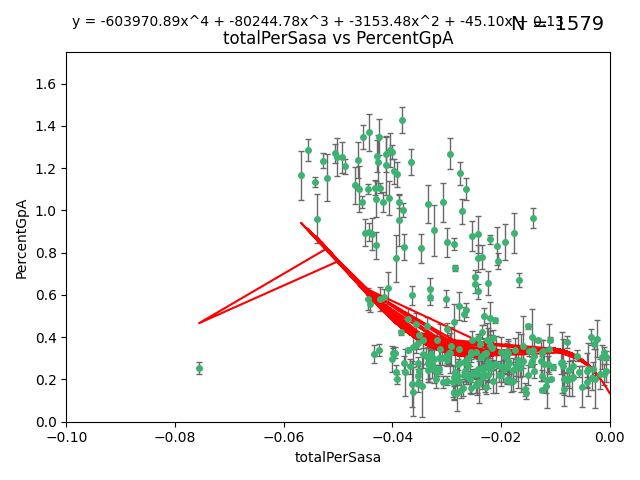 y = -603970.89x^4 + -80244.78x^3 + -3153.48x^2 + -45.10x + 0.13
N = 1579
totalPerSasa vs PercentGpA
PercentGpA
1.6
1.4
1.2
1.0
0.8
0.6
0.4
0.2
0.0
−0.10 −0.08 −0.06 −0.04 −0.02 0.00
totalPerSasa